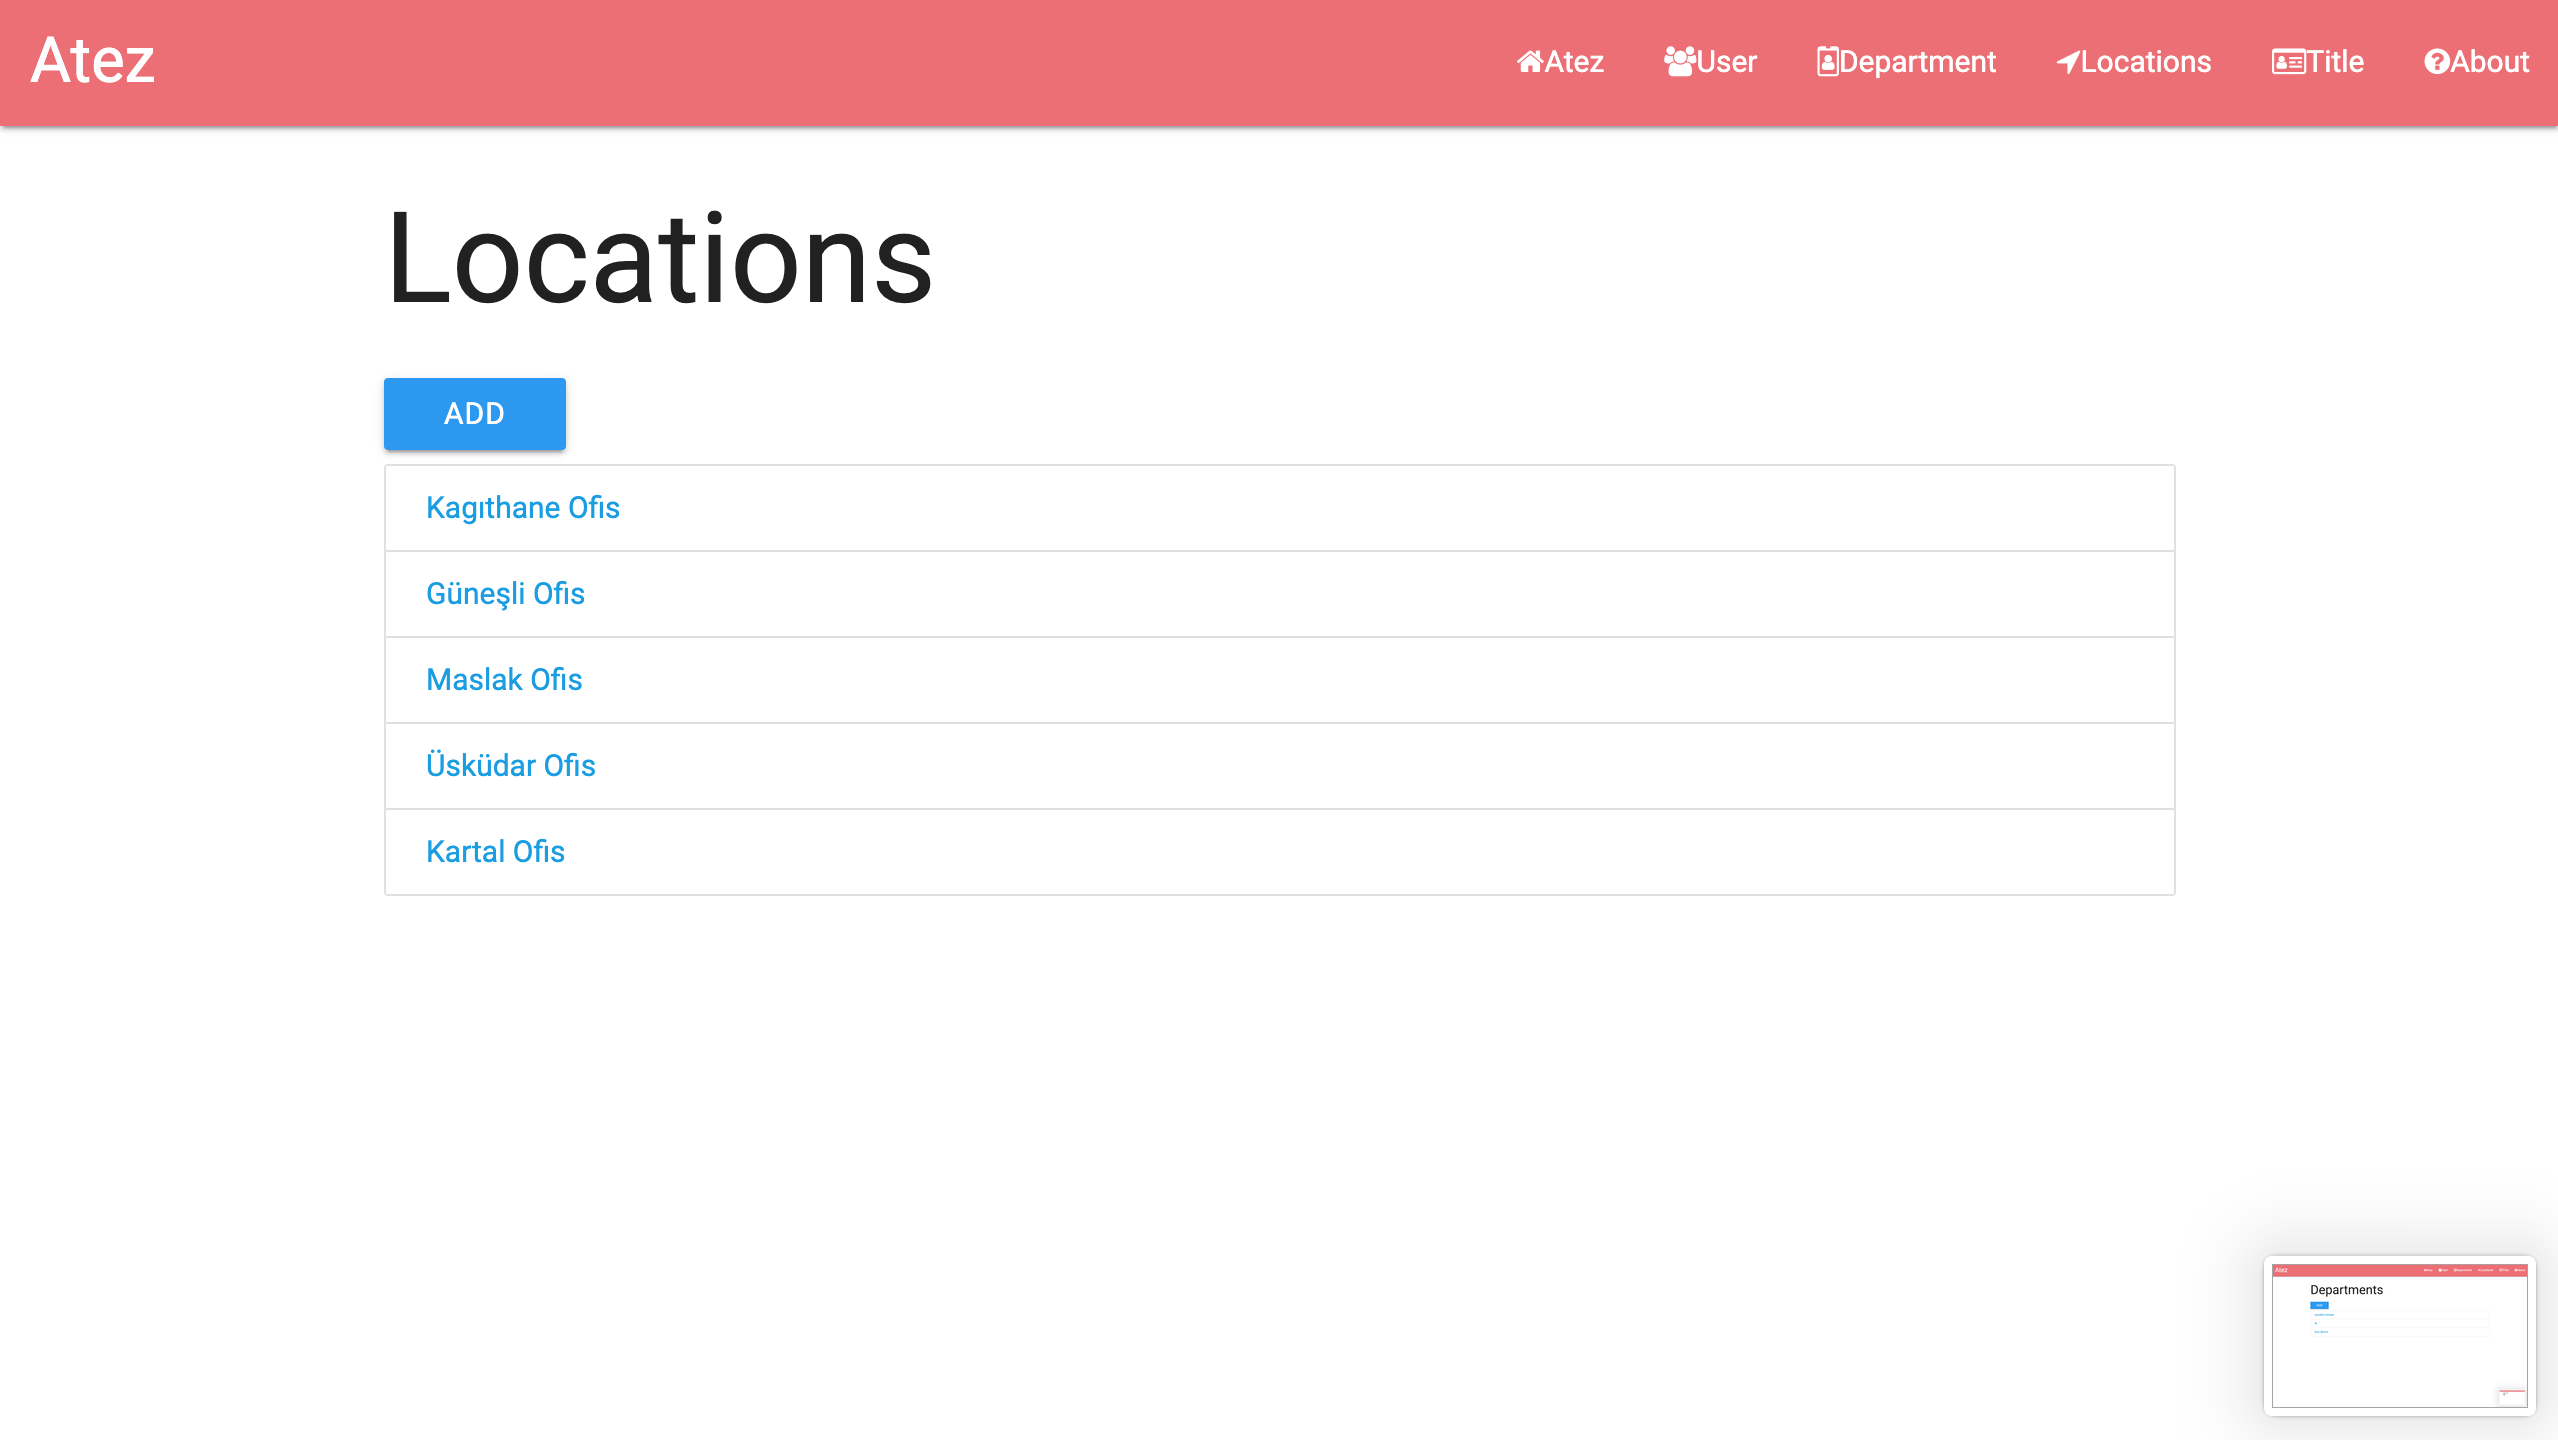 Atez
Atez User Department Locations Title About
Locations
ADD
Kagıthane Ofis
Güneşli Ofis
Maslak Ofis
Üsküdar Ofis
Kartal Ofis
Atez
Departments